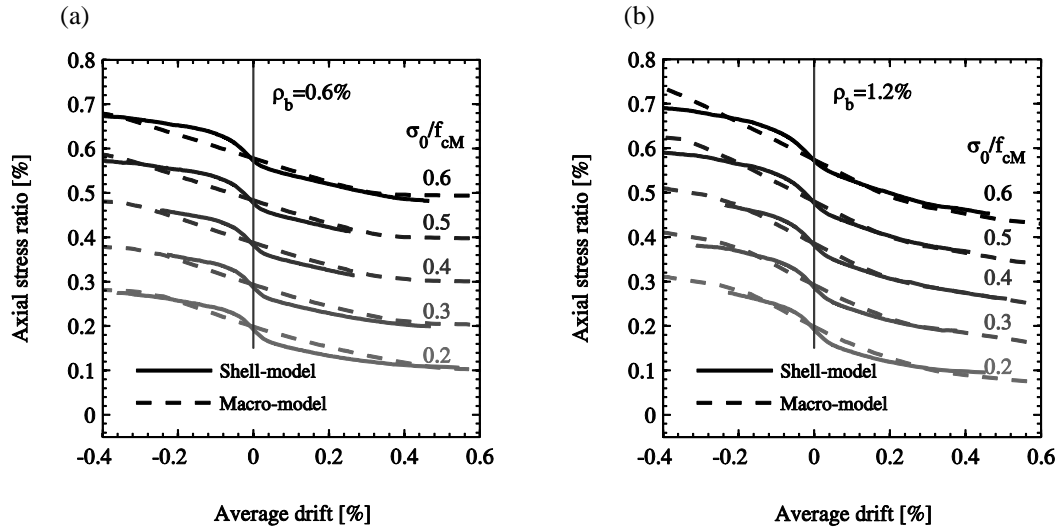 (a)
0.8
0.7
0.6
0.5
0.4
0.3
0.2
0.1
0
Axial stress ratio [%]
ρb=0.6%
σ0/fcM
0.6
0.5
0.4
0.3
0.2
Shell-model
Macro-model
-0.4 -0.2 0 0.2 0.4 0.6
Average drift [%]
(b)
0.8
0.7
0.6
0.5
0.4
0.3
0.2
0.1
0
Axial stress ratio [%]
ρb=1.2%
σ0/fcM
0.6
0.5
0.4
0.3
0.2
Shell-model
Macro-model
-0.4 -0.2 0 0.2 0.4 0.6
Average drift [%]